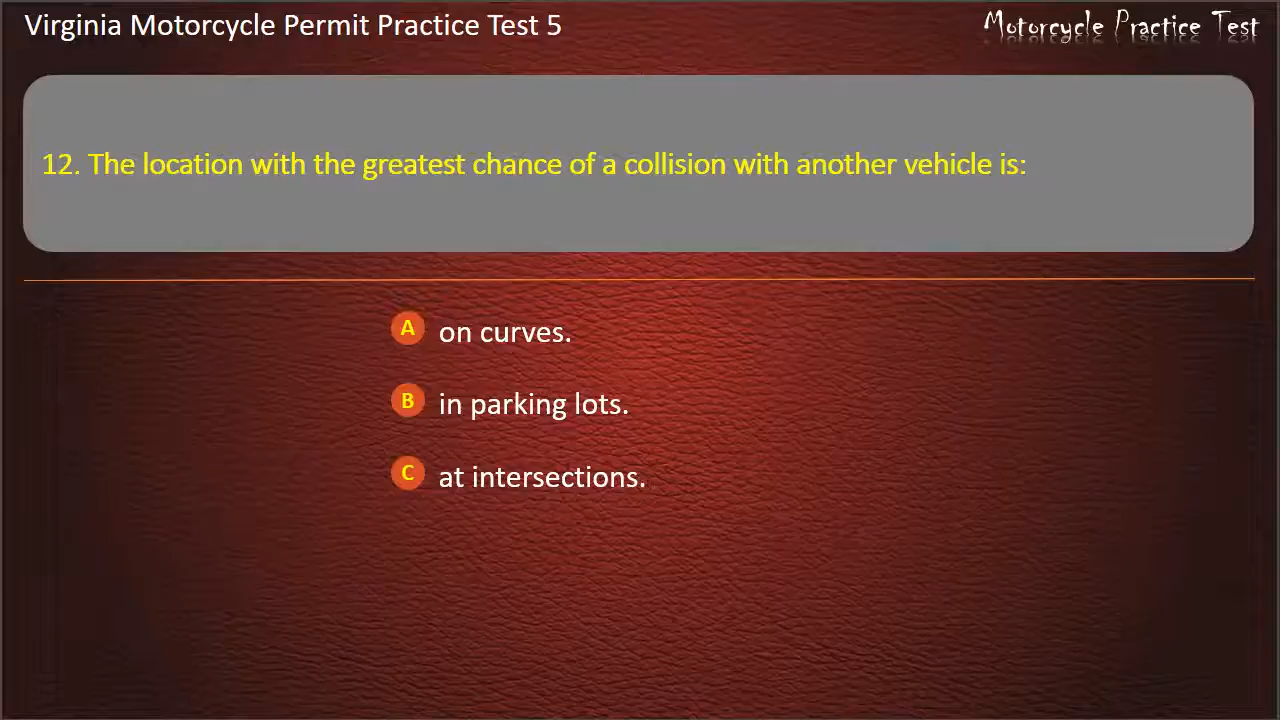 Virginia Motorcycle Permit Practice Test 5
Motorcycle Practice Test
12. The location with the greatest chance of a collision with another vehicle is:
A on curves.
B in parking lots.
C at intersections.